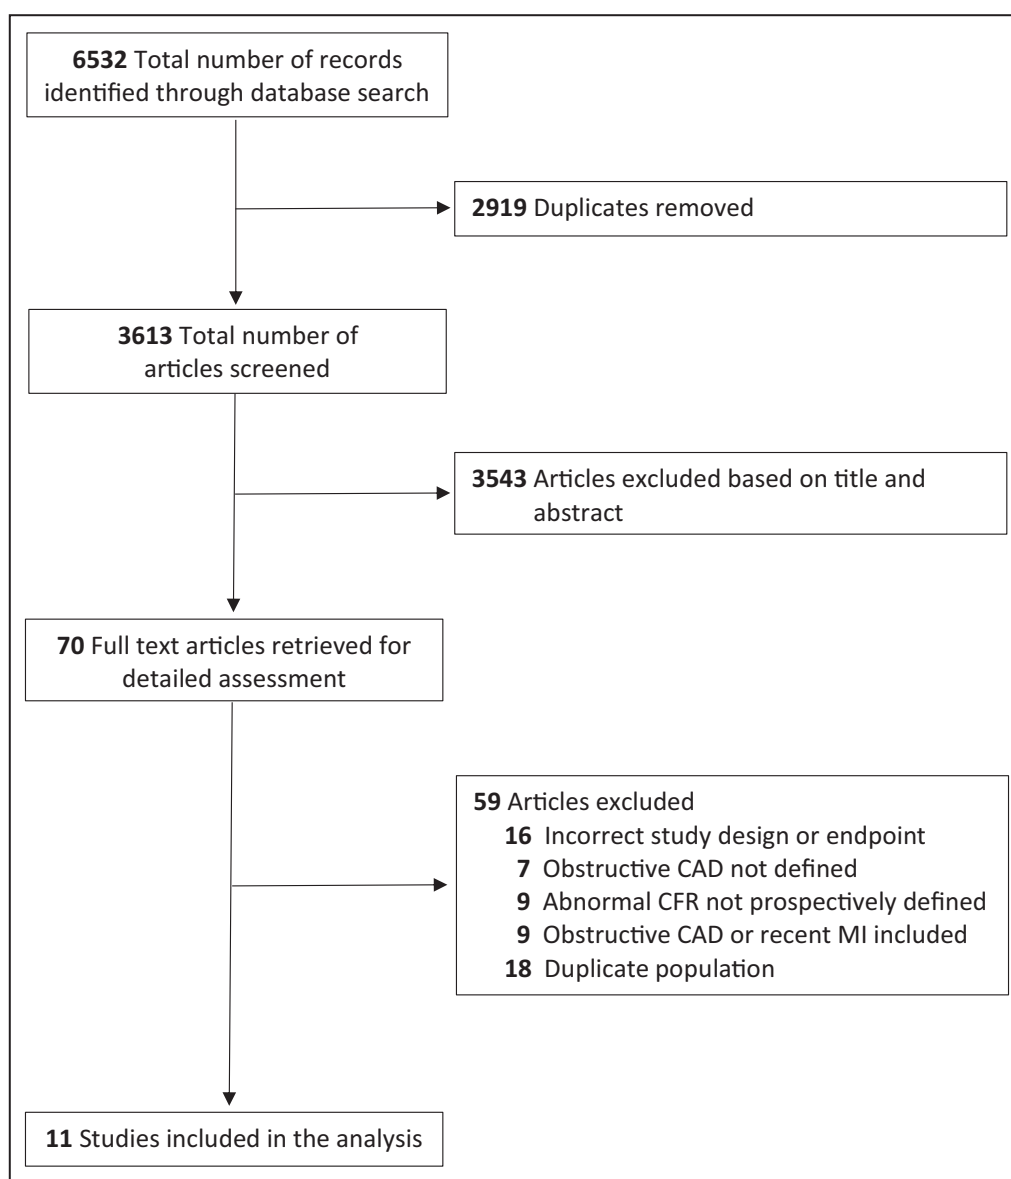 6532 Total number of records
identified through database search
2919 Duplicates removed
3613 Total number of
articles screened
3543 Articles excluded based on title and
abstract
70 Full text articles retrieved for
detailed assessment
59 Articles excluded
16 Incorrect study design or endpoint
7 Obstructive CAD not defined
9 Abnormal CFR not prospectively defined
9 Obstructive CAD or recent MI included
18 Duplicate population
11 Studies included in the analysis